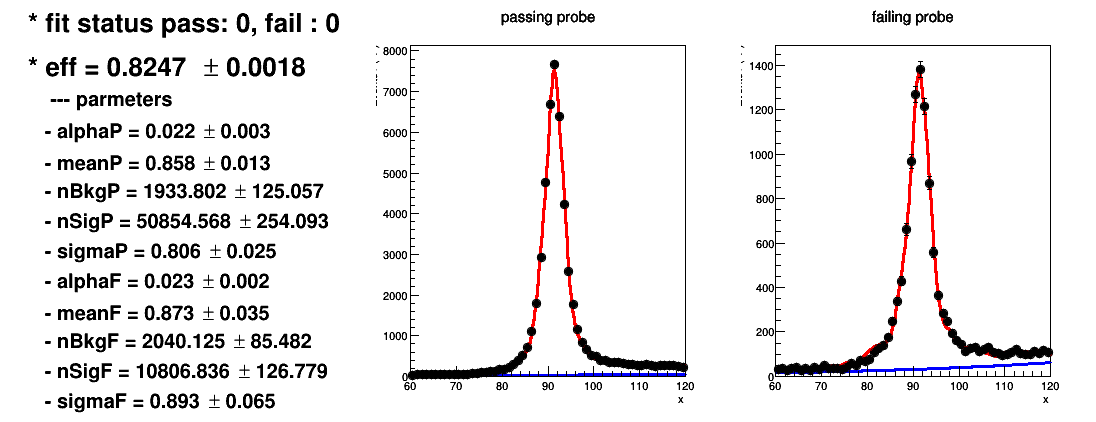 * fit status pass: 0, fail : 0
* eff = 0.8247 ± 0.0018
--- parmeters
- alphaP = 0.022 ± 0.003
- meanP = 0.858 ± 0.013
- nBkgP = 1933.802 ± 125.057
- nSigP = 50854.568 ± 254.093
- sigmaP = 0.806 ± 0.025
- alphaF = 0.023 ± 0.002
- meanF = 0.873 ± 0.035
- nBkgF = 2040.125 ± 85.482
- nSigF = 10806.836 ± 126.779
- sigmaF = 0.893 ± 0.065
passing probe
8000
7000
6000
5000
4000
3000
2000
1000
0
60 70 80 90 100 110 120
x
failing probe
1400
1200
1000
800
600
400
200
0
60 70 80 90 100 110 120
x